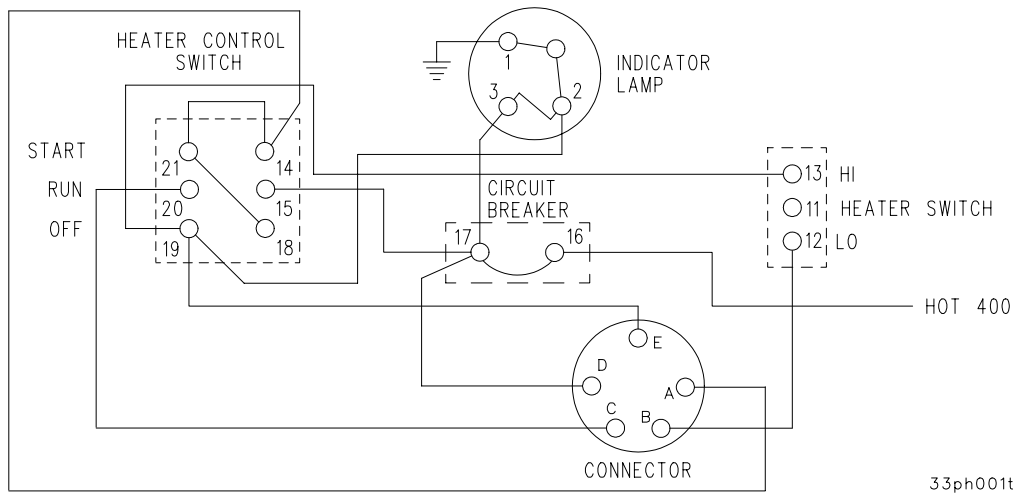 HEATER CONTROL
SWITCH
INDICATOR
LAMP
1
3
2
START
RUN
OFF
21
14
20
15
19
18
CIRCUIT
BREAKER
17
16
13
HI
11
HEATER SWITCH
12
LO
HOT 400
E
D
A
C
B
CONNECTOR
33ph001t